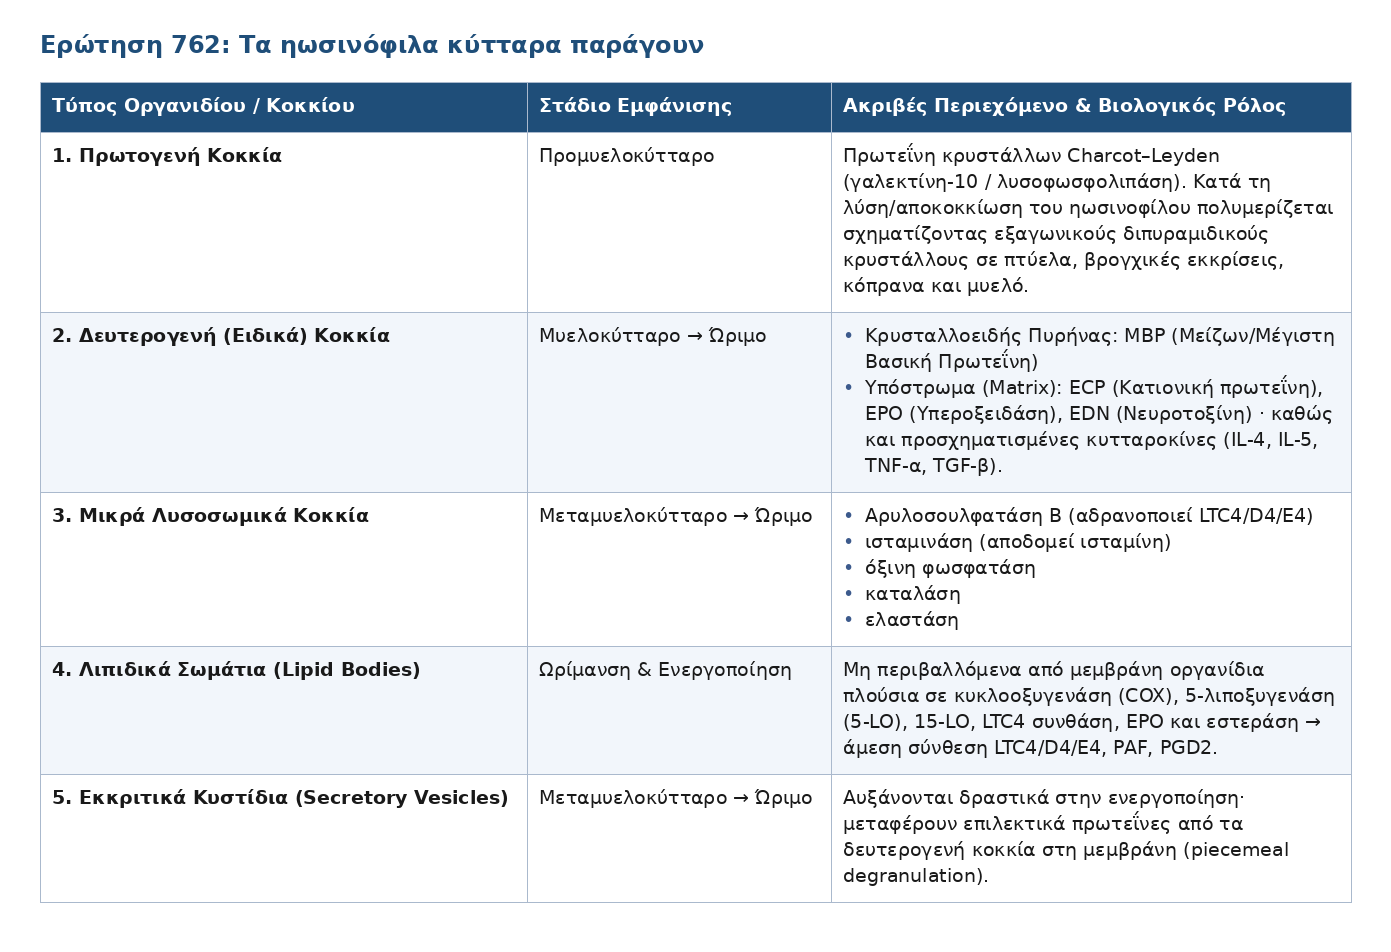 Ερώτηση 762: Τα ηωσινόφιλα κύτταρα παράγουν
Τύπος Οργανιδίου / Κοκκίου
Στάδιο Εμφάνισης
Ακριβές Περιεχόμενο & Βιολογικός Ρόλος
1. Πρωτογενή Κοκκία
Προμυελοκύτταρο
Πρωτεΐνη κρυστάλλων Charcot–Leyden
(γαλεκτίνη-10 / λυσοφωσφολιπάση). Κατά τη
λύση/αποκοκκίωση του ηωσινοφίλου πολυμερίζεται
σχηματίζοντας εξαγωνικούς διπυραμιδικούς
κρυστάλλους σε πτύελα, βρογχικές εκκρίσεις,
κόπρανα και μυελό.
2. Δευτερογενή (Ειδικά) Κοκκία
Μυελοκύτταρο → Ώριμο
• Κρυσταλλοειδής Πυρήνας: MBP (Μείζων/Μέγιστη
Βασική Πρωτεΐνη)
• Υπόστρωμα (Matrix): ECP (Κατιονική πρωτεΐνη),
EPO (Υπεροξειδάση), EDN (Νευροτοξίνη) · καθώς
και προσχηματισμένες κυτταροκίνες (IL-4, IL-5,
TNF-α, TGF-β).
3. Μικρά Λυσοσωμικά Κοκκία
Μεταμυελοκύτταρο → Ώριμο
• Αρυλοσουλφατάση Β (αδρανοποιεί LTC4/D4/E4)
• ισταμινάση (αποδομεί ισταμίνη)
• όξινη φωσφατάση
• καταλάση
• ελαστάση
4. Λιπιδικά Σωμάτια (Lipid Bodies)
Ωρίμανση & Ενεργοποίηση
Μη περιβαλλόμενα από μεμβράνη οργανίδια
πλούσια σε κυκλοοξυγενάση (COX), 5-λιποξυγενάση
(5-LO), 15-LO, LTC4 συνθάση, EPO και εστεράση →
άμεση σύνθεση LTC4/D4/E4, PAF, PGD2.
5. Εκκριτικά Κυστίδια (Secretory Vesicles)
Μεταμυελοκύτταρο → Ώριμο
Αυξάνονται δραστικά στην ενεργοποίηση·
μεταφέρουν επιλεκτικά πρωτεΐνες από τα
δευτερογενή κοκκία στη μεμβράνη (piecemeal
degranulation).